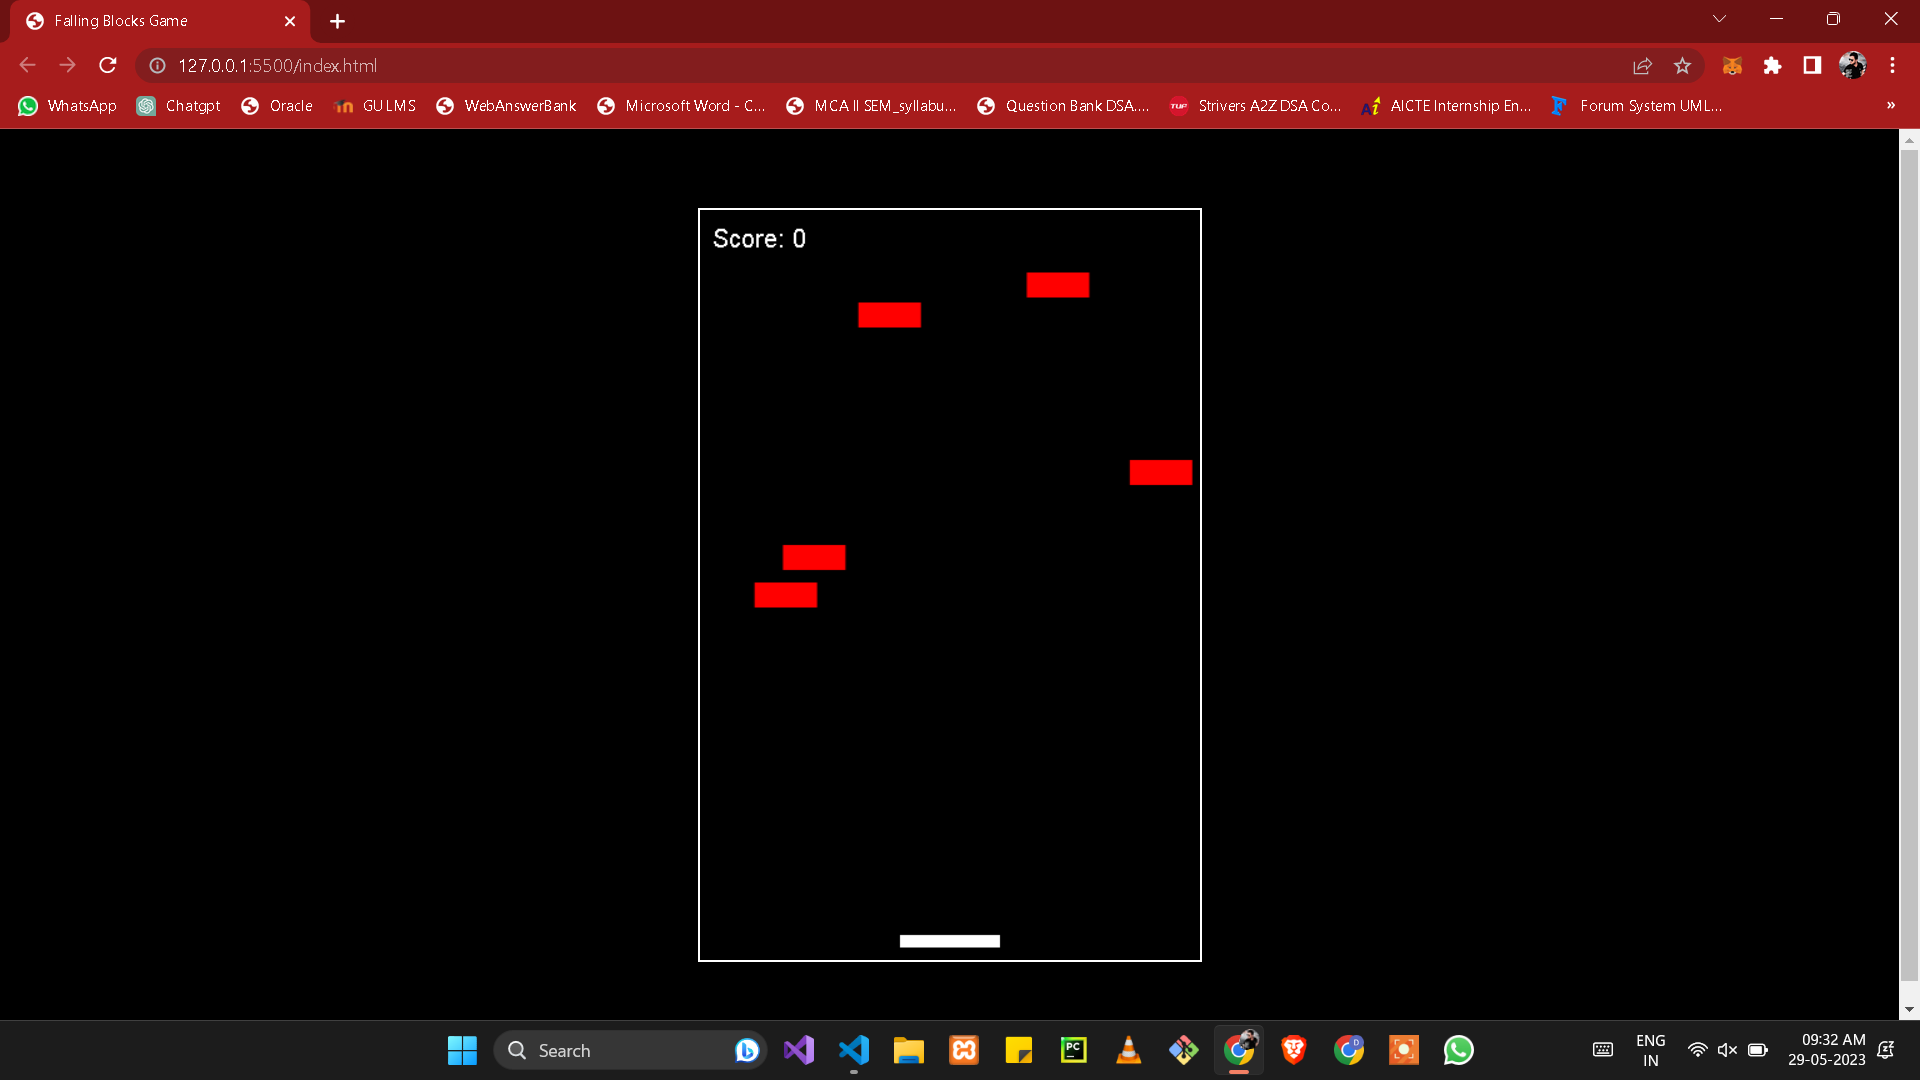 Falling Blocks Game
127.0.0.1:5500/index.html
WhatsApp Chatgpt Oracle GU LMS WebAnswerBank Microsoft Word - C... MCA II SEM_syllabu... Question Bank DSA.... TUF Strivers A2Z DSA Co... AICTE Internship En... Forum System UML... »
Score: 0
Search
PC
D
ENG
IN
09:32 AM
29-05-2023